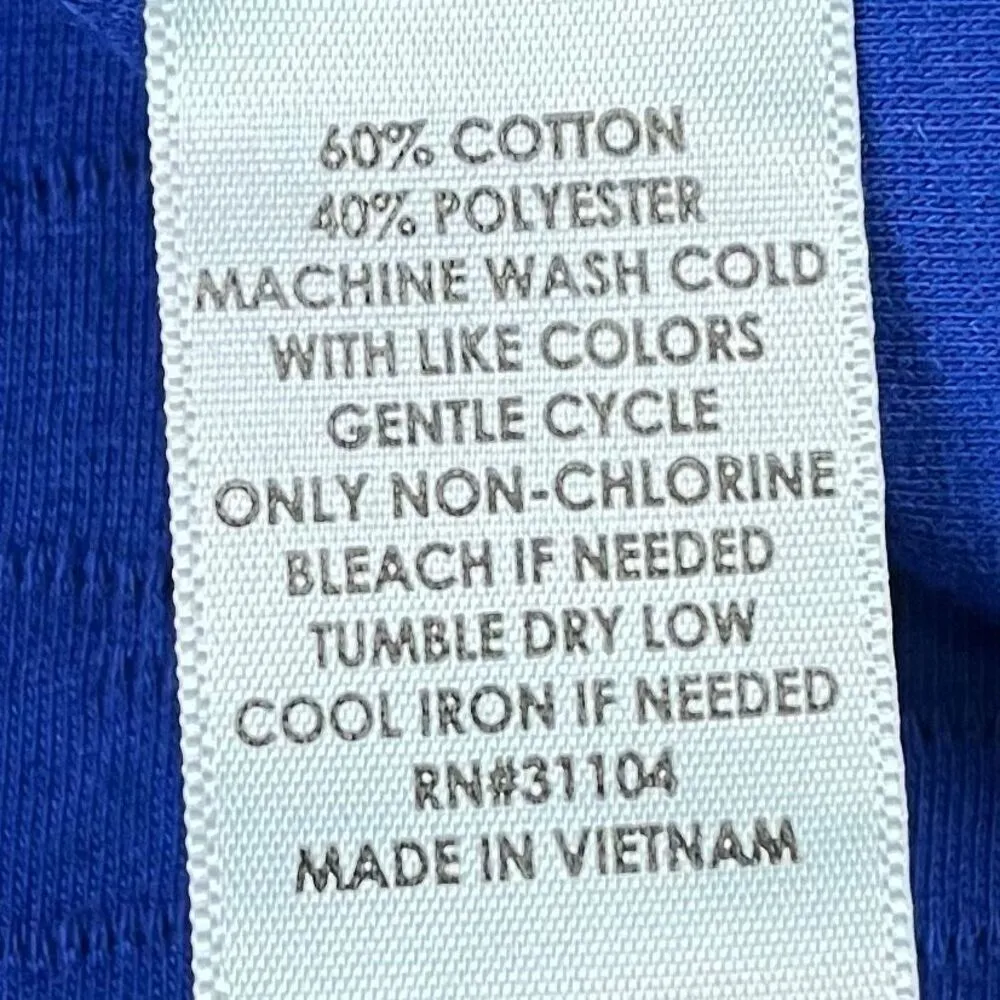 60% COTTON
40% POLYESTER
MACHINE WASH COLD
WITH LIKE COLORS
GENTLE CYCLE
ONLY NON-CHLORINE
BLEACH IF NEEDED
TUMBLE DRY LOW
COOL IRON IF NEEDED
RN#31104
MADE IN VIETNAM